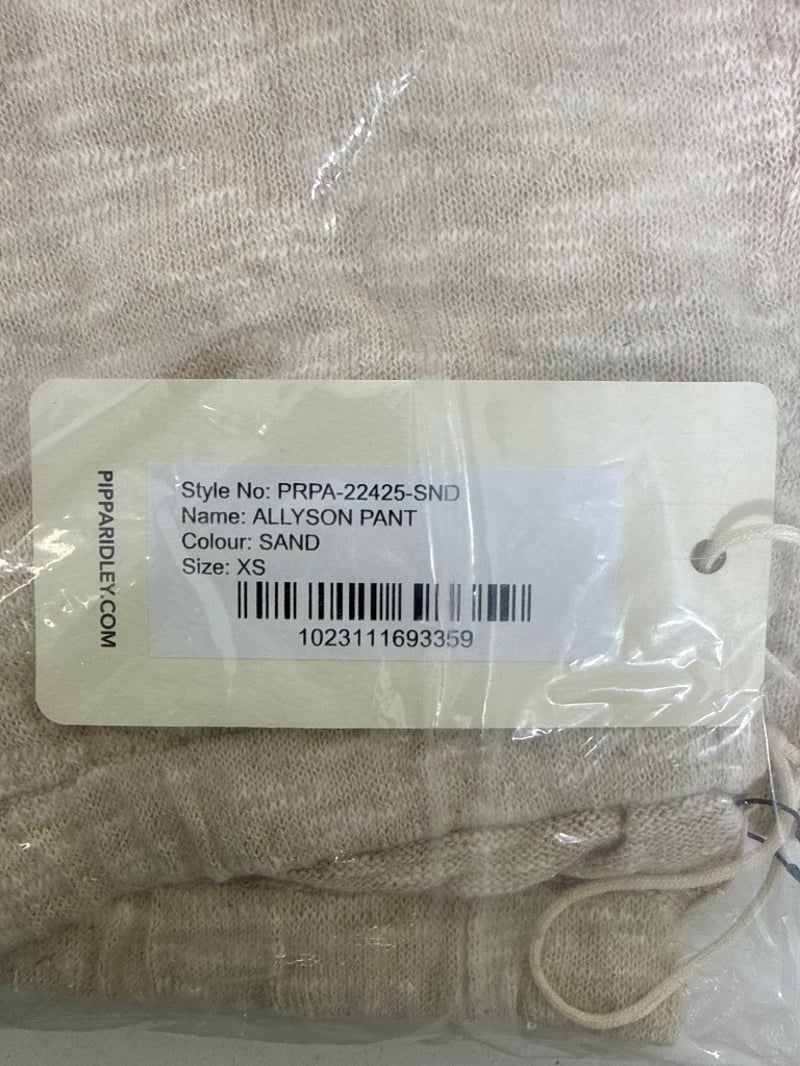 PIPPARIDLEY.COM
Style No: PRPA-22425-SND
Name: ALLYSON PANT
Colour: SAND
Size: XS
1023111693359